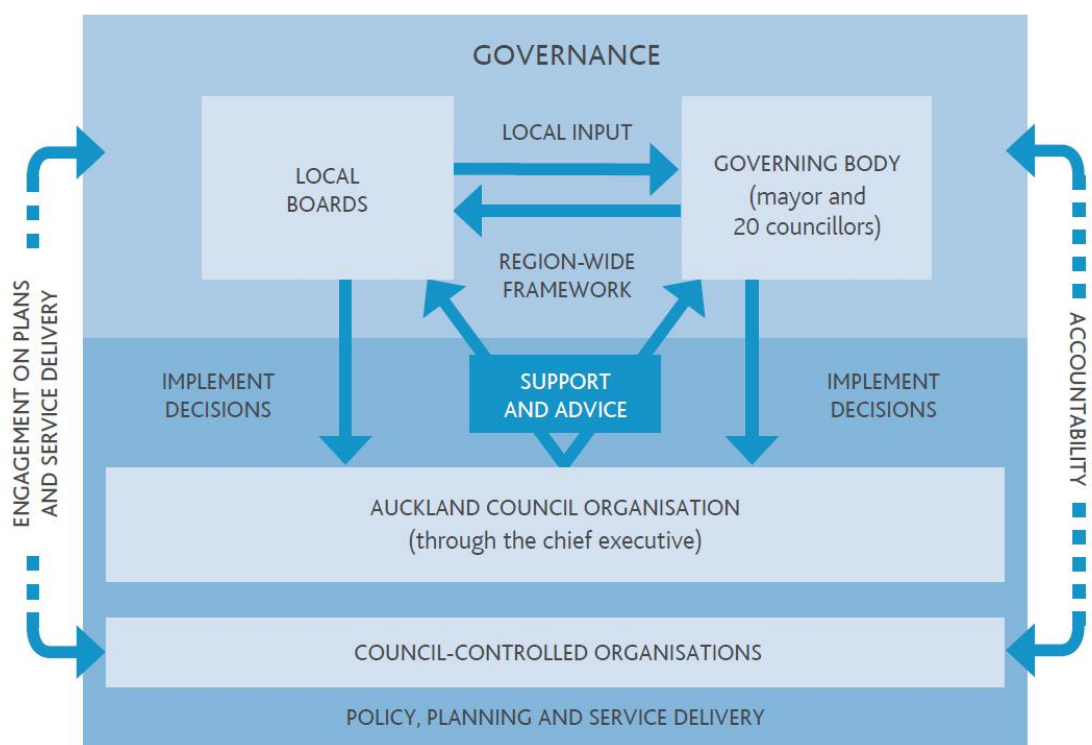 GOVERNANCE
LOCAL
BOARDS
LOCAL INPUT
GOVERNING BODY
(mayor and
20 councillors)
REGION-WIDE
FRAMEWORK
ENGAGEMENT ON PLANS
AND SERVICE DELIVERY
ACCOUNTABILITY
IMPLEMENT
DECISIONS
SUPPORT
AND ADVICE
IMPLEMENT
DECISIONS
AUCKLAND COUNCIL ORGANISATION
(through the chief executive)
COUNCIL-CONTROLLED ORGANISATIONS
POLICY, PLANNING AND SERVICE DELIVERY